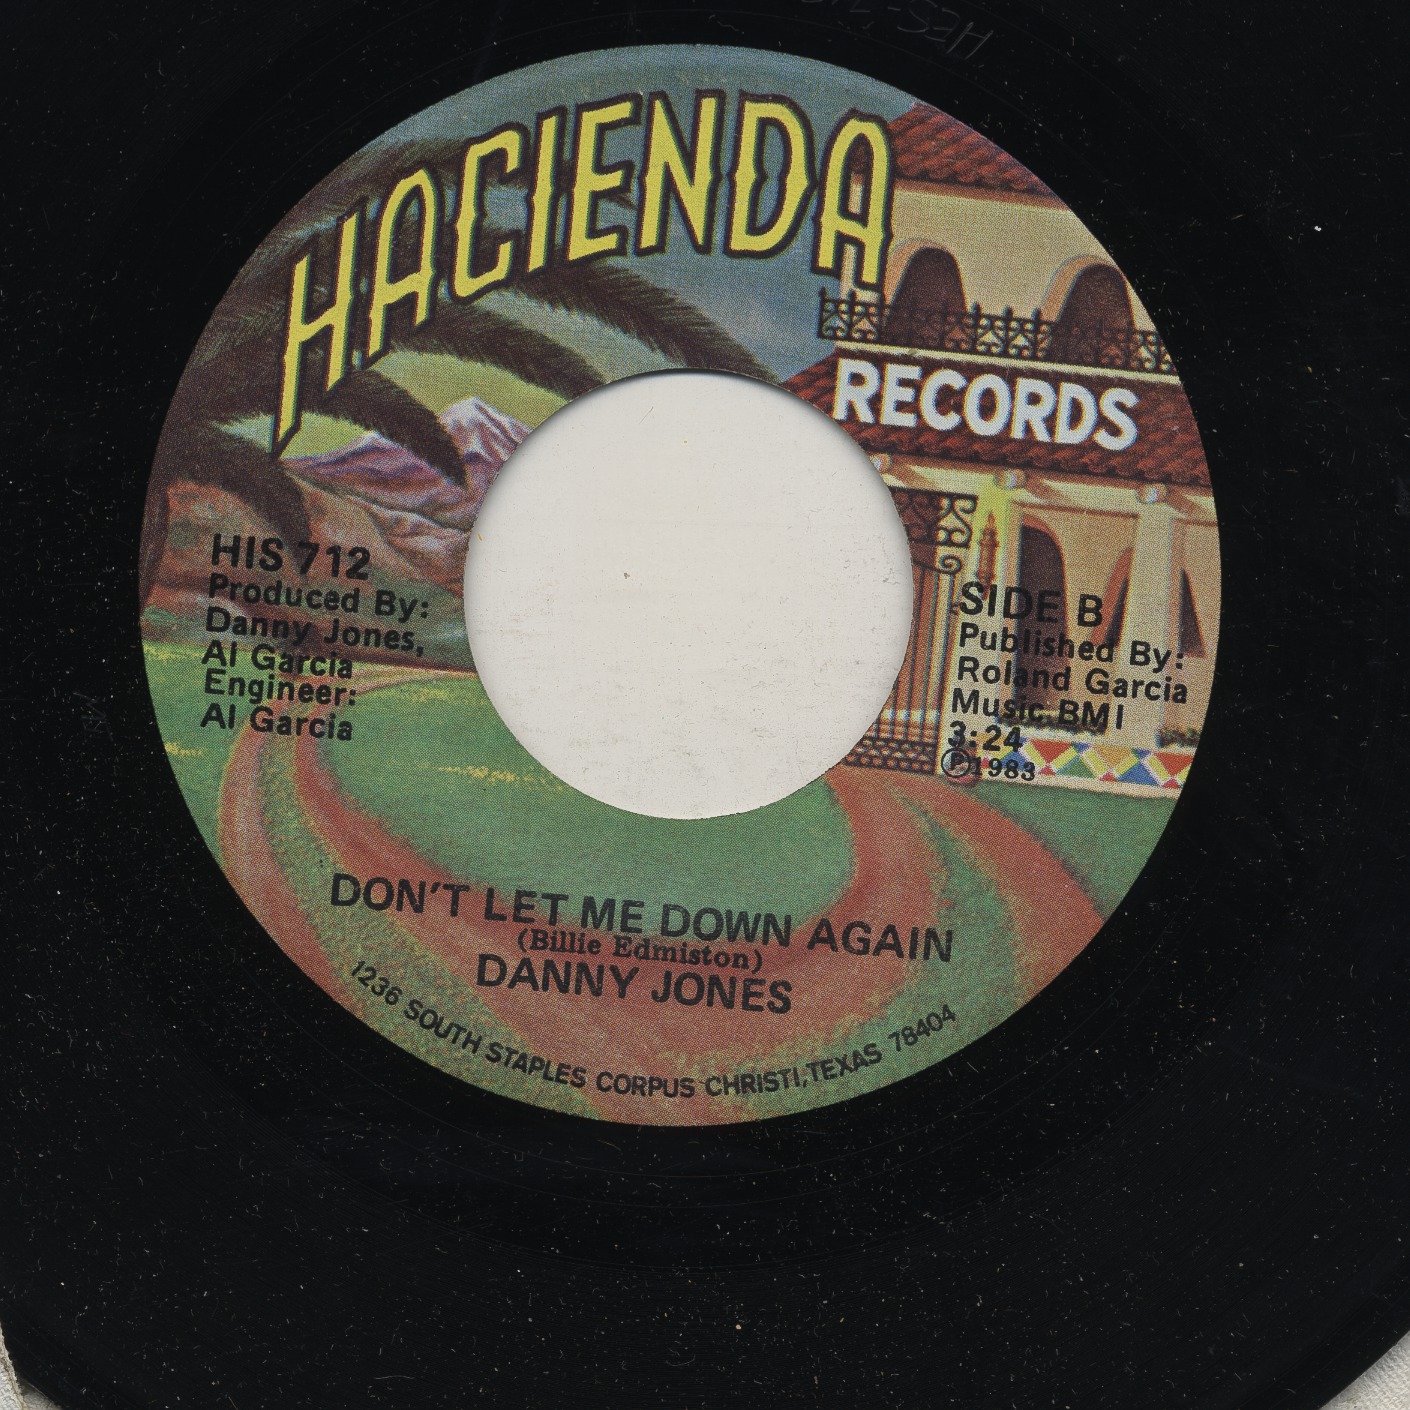 HACIENDA
RECORDS
HIS 712
Produced By:
Danny Jones,
Al Garcia
Engineer:
Al Garcia
SIDE B
Published By:
Roland Garcia
Music BMI
3:24
Ⓟ1983
DON'T LET ME DOWN AGAIN
(Billie Edmiston)
DANNY JONES
1236 SOUTH STAPLES CORPUS CHRISTI, TEXAS 78404